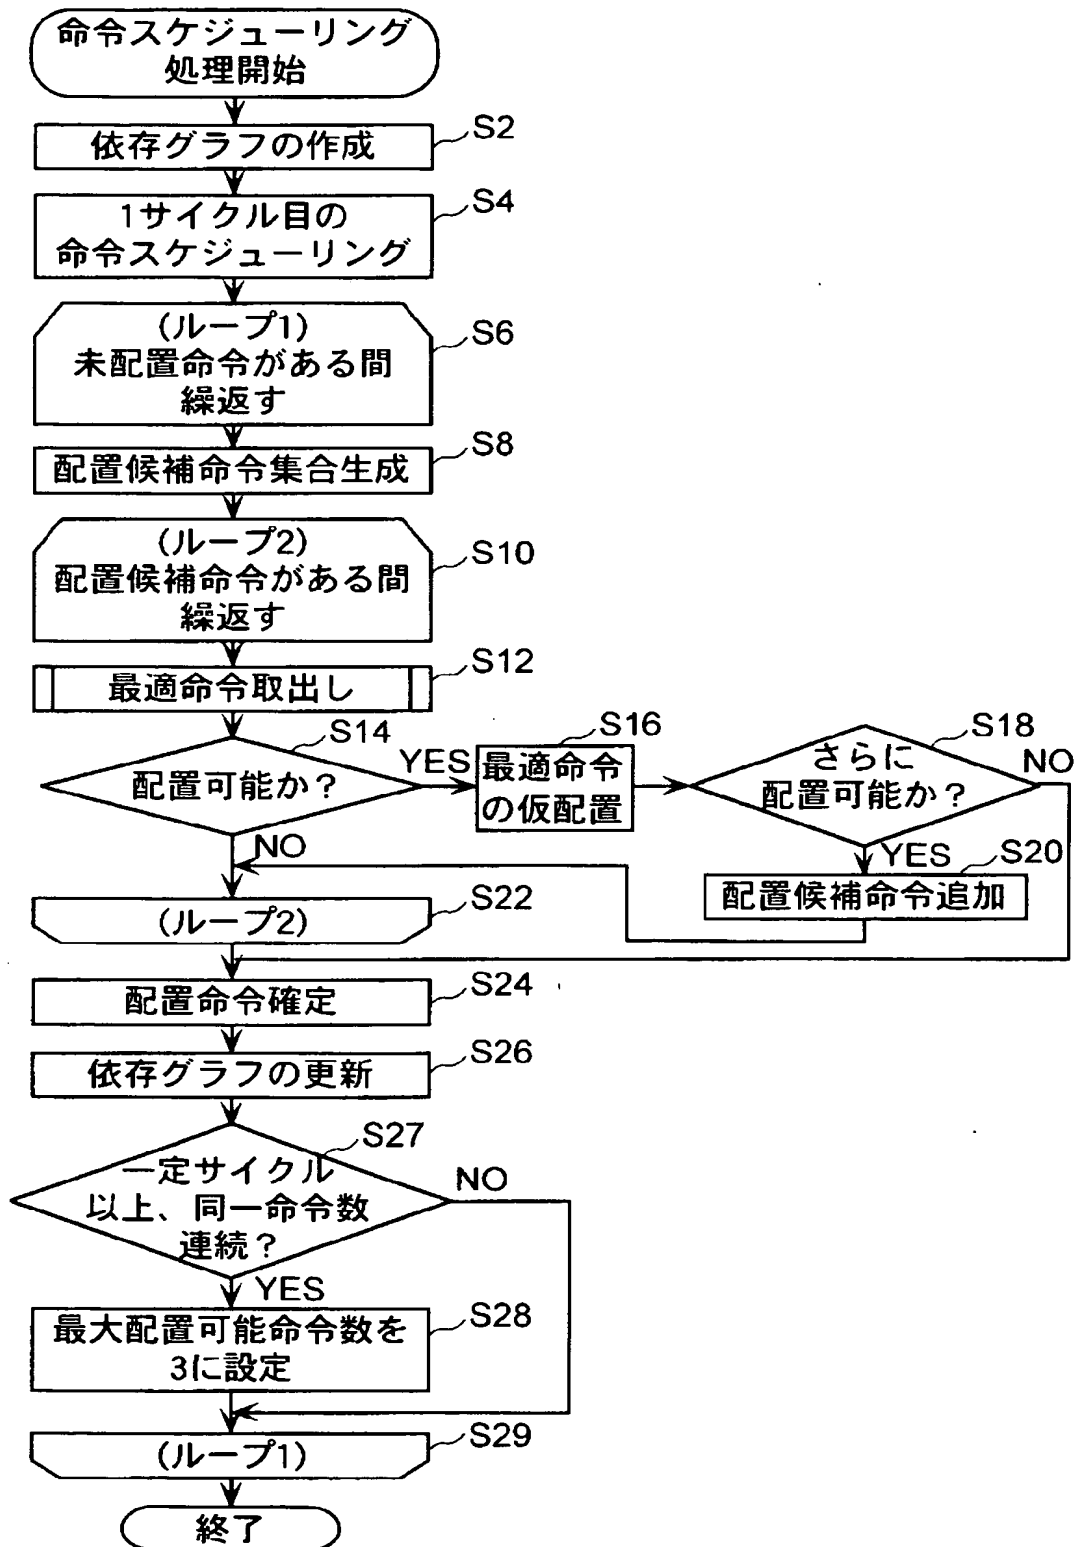 命令スケジューリング
処理開始
依存グラフの作成
S2
1サイクル目の
命令スケジューリング
S4
(ループ1)
未配置命令がある間
繰返す
S6
配置候補命令集合生成
S8
(ループ2)
配置候補命令がある間
繰返す
S10
最適命令取出し
S12
配置可能か?
S14
YES
NO
最適命令
の仮配置
S16
さらに
配置可能か?
S18
NO
YES
配置候補命令追加
S20
(ループ2)
S22
配置命令確定
S24
依存グラフの更新
S26
一定サイクル
以上、同一命令数
連続?
S27
NO
YES
最大配置可能命令数を
3に設定
S28
(ループ1)
S29
終了